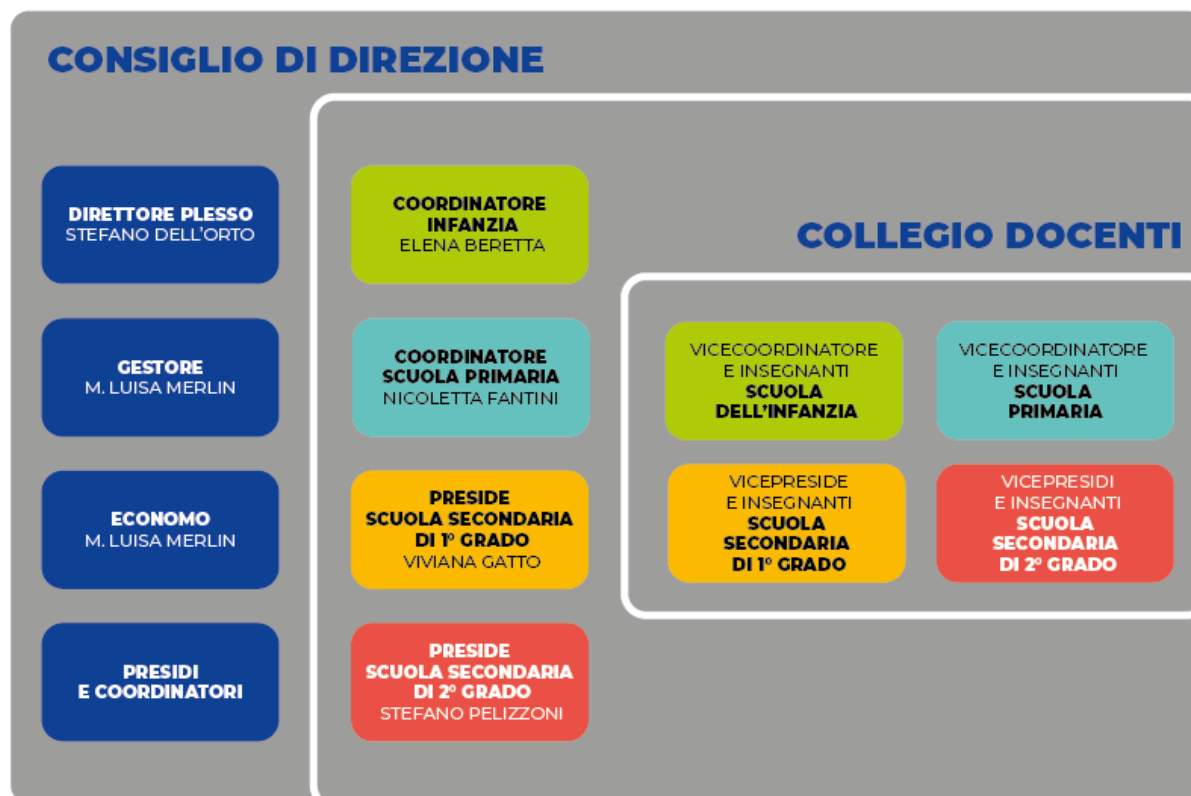 CONSIGLIO DI DIREZIONE
DIRETTORE PLESSO
STEFANO DELL'ORTO
GESTORE
M. LUISA MERLIN
ECONOMO
M. LUISA MERLIN
PRESIDI
E COORDINATORI
COORDINATORE
INFANZIA
ELENA BERETTA
COORDINATORE
SCUOLA PRIMARIA
NICOLETTA FANTINI
PRESIDE
SCUOLA SECONDARIA
DI 1° GRADO
VIVIANA GATTO
PRESIDE
SCUOLA SECONDARIA
DI 2° GRADO
STEFANO PELIZZONI
COLLEGIO DOCENTI
VICECOORDINATORE
E INSEGNANTI
SCUOLA
DELL'INFANZIA
VICECOORDINATORE
E INSEGNANTI
SCUOLA
PRIMARIA
VICEPRESIDE
E INSEGNANTI
SCUOLA
SECONDARIA
DI 1° GRADO
VICEPRESIDI
E INSEGNANTI
SCUOLA
SECONDARIA
DI 2° GRADO